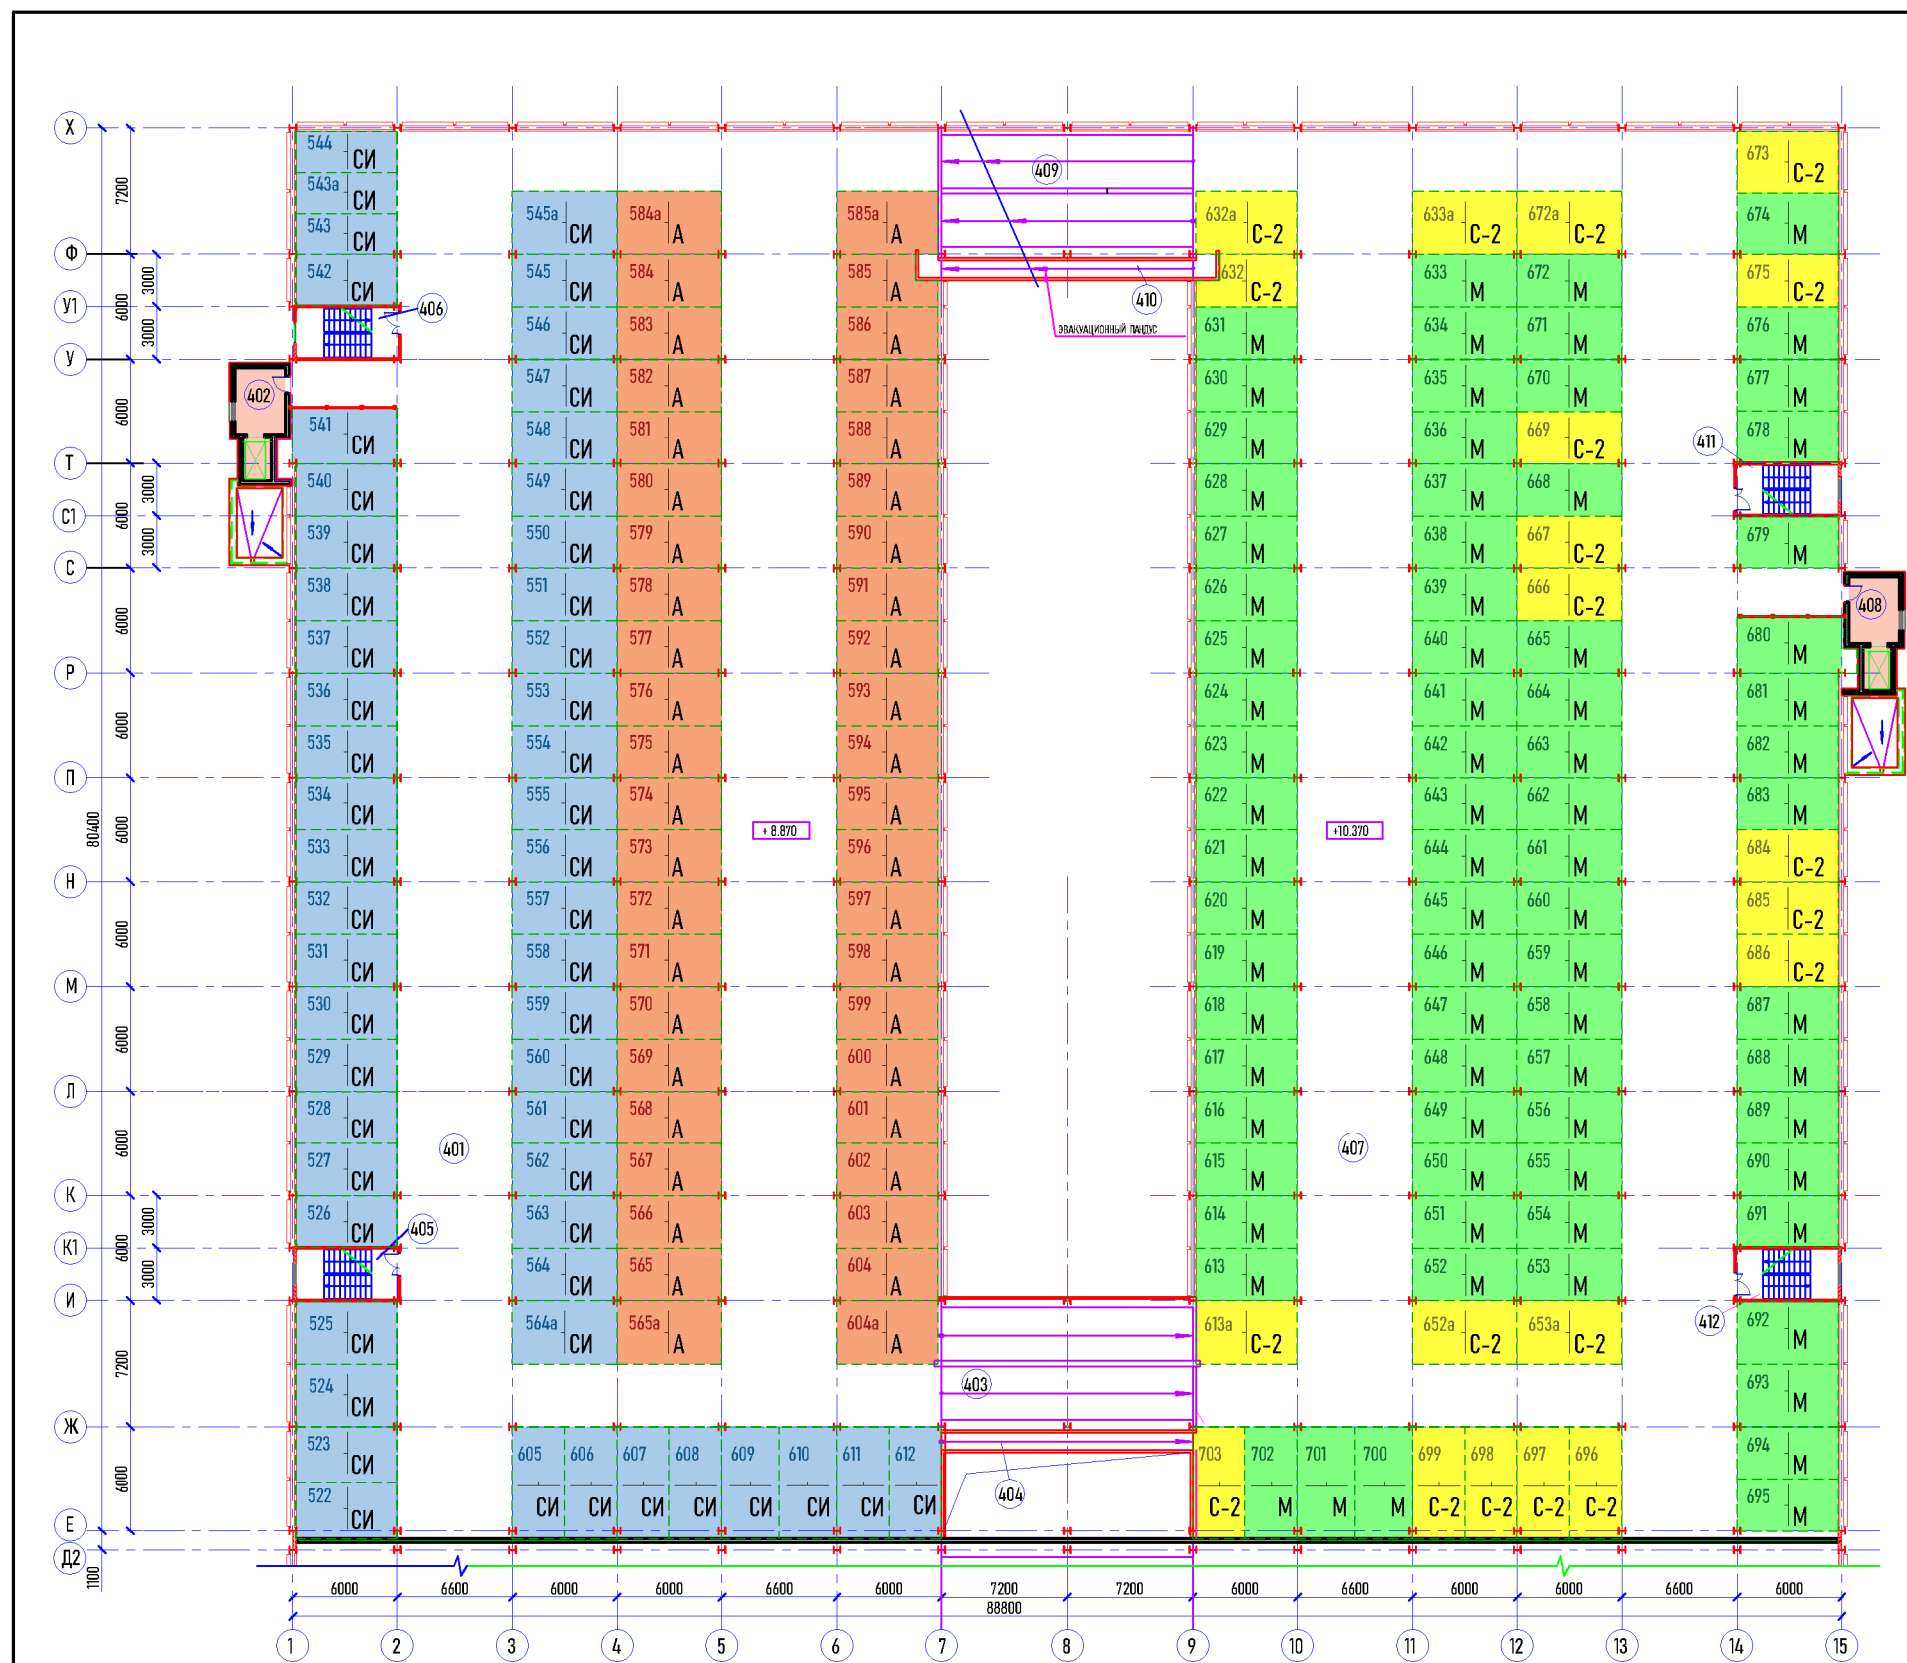 Х
Ф
У1
У
Т
С1
С
Р
П
Н
М
Л
К
К1
И
Ж
Е
Д2
7200
3000
6000
3000
6000
3000
6000
3000
6000
6000
80400
6000
6000
6000
6000
3000
6000
3000
7200
6000
1100
544 СИ
543а СИ
543 СИ
542 СИ
406
402
541 СИ
540 СИ
539 СИ
538 СИ
537 СИ
536 СИ
535 СИ
534 СИ
533 СИ
532 СИ
531 СИ
530 СИ
529 СИ
528 СИ
527 СИ
526 СИ
405
525 СИ
524 СИ
523 СИ
522 СИ
401
545а СИ
545 СИ
546 СИ
547 СИ
548 СИ
549 СИ
550 СИ
551 СИ
552 СИ
553 СИ
554 СИ
555 СИ
556 СИ
557 СИ
558 СИ
559 СИ
560 СИ
561 СИ
562 СИ
563 СИ
564 СИ
564а СИ
584а А
584 А
583 А
582 А
581 А
580 А
579 А
578 А
577 А
576 А
575 А
574 А
573 А
572 А
571 А
570 А
569 А
568 А
567 А
566 А
565 А
565а А
+ 8.870
585а А
585 А
586 А
587 А
588 А
589 А
590 А
591 А
592 А
593 А
594 А
595 А
596 А
597 А
598 А
599 А
600 А
601 А
602 А
603 А
604 А
604а А
605 СИ
606 СИ
607 СИ
608 СИ
609 СИ
610 СИ
611 СИ
612 СИ
409
410
ЭВАКУАЦИОННЫЙ ПАНДУС
403
404
632а С-2
632 С-2
631 М
630 М
629 М
628 М
627 М
626 М
625 М
624 М
623 М
622 М
621 М
620 М
619 М
618 М
617 М
616 М
615 М
614 М
613 М
613а С-2
+10.370
407
633а С-2
633 М
634 М
635 М
636 М
637 М
638 М
639 М
640 М
641 М
642 М
643 М
644 М
645 М
646 М
647 М
648 М
649 М
650 М
651 М
652 М
652а С-2
672а С-2
672 М
671 М
670 М
669 С-2
668 М
667 С-2
666 С-2
665 М
664 М
663 М
662 М
661 М
660 М
659 М
658 М
657 М
656 М
655 М
654 М
653 М
653а С-2
703 С-2
702 М
701 М
700 М
699 С-2
698 С-2
697 С-2
696 С-2
673 С-2
674 М
675 С-2
676 М
677 М
678 М
411
679 М
408
680 М
681 М
682 М
683 М
684 С-2
685 С-2
686 С-2
687 М
688 М
689 М
690 М
691 М
412
692 М
693 М
694 М
695 М
6000 6600 6000 6000 6600 6000 7200 7200 6000 6600 6000 6000 6600 6000
88800
1 2 3 4 5 6 7 8 9 10 11 12 13 14 15